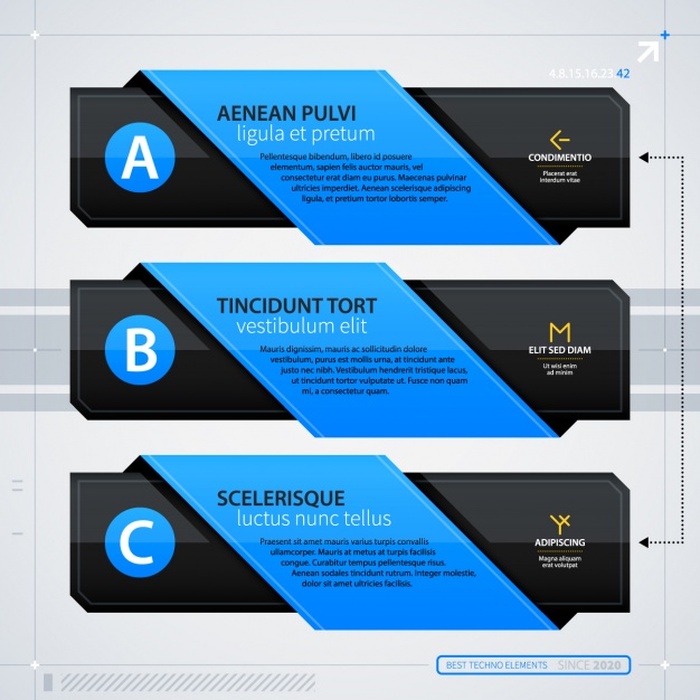 4.8.15.16.23.42
A
AENEAN PULVI
ligula et pretum
Pellentesque bibendum, libero id posuere
elementum, sapien felis auctor mauris, vel
consectetur erat diam eu purus. Maecenas pulvinar
ultricies imperdiet. Aenean scelerisque adipiscing
ligula, et pretium tortor lobortis semper.
CONDIMENTIO
Placerat erat
interdum vitae
B
TINCIDUNT TORT
vestibulum elit
Mauris dignissim, mauris ac sollicitudin dolore
vestibulum, purus est mollis urna, at tincidunt ante
justo nec nibh. Vestibulum hendrerit tristique lacus,
ut tincidunt tortor vulputate ut. Fusce non quam
mi, a consectetur quam.
ELIT SED DIAM
Ut wisi enim
ad minim
C
SCELERISQUE
luctus nunc tellus
Praesent sit amet mauris varius turpis convallis
ullamcorper. Mauris at metus at turpis facilisis
congue. Curabitur tempus pellentesque risus.
Aenean sodales tincidunt rutrum. Integer molestie,
dolor sit amet ultricies facilisis.
ADIPISCING
Magna aliquam
erat volutpat
BEST TECHNO ELEMENTS SINCE 2020